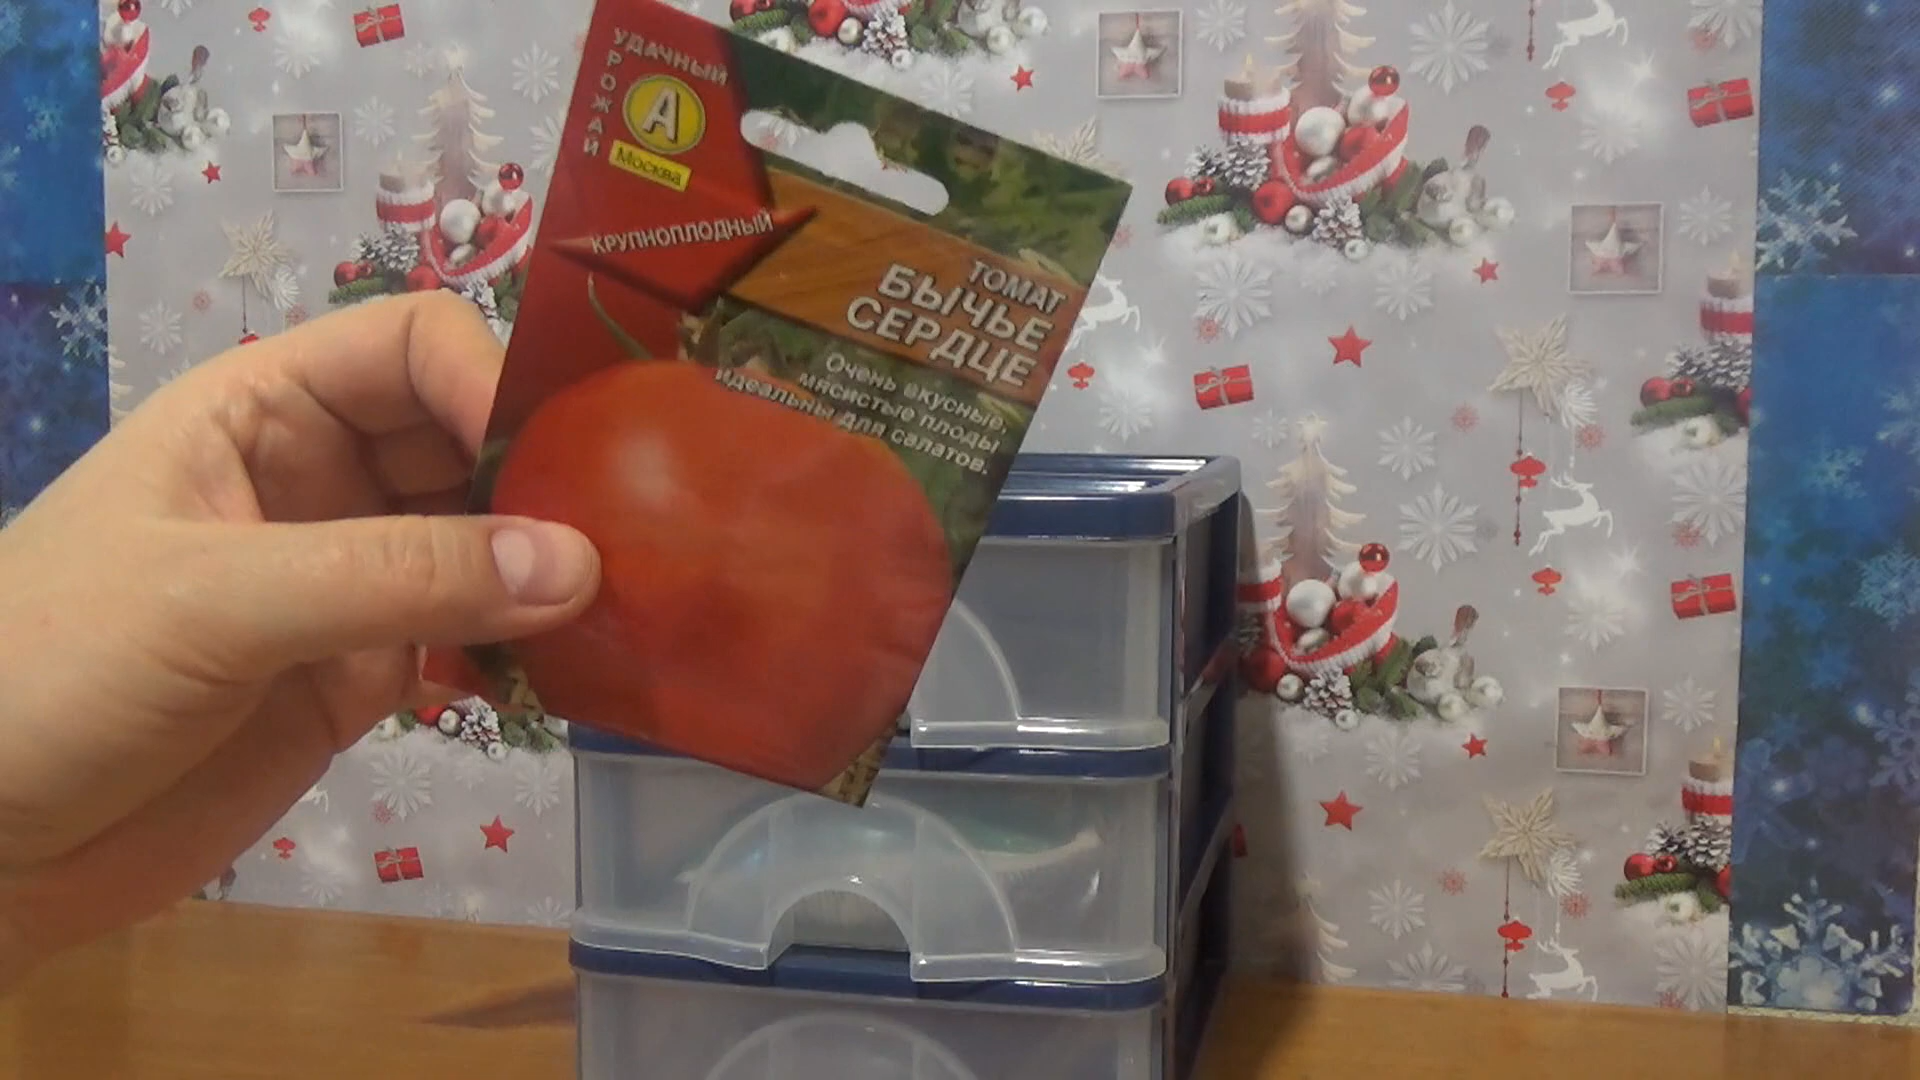 УДАЧНЫЙ
УРОЖАЙ
А
Москва
КРУПНОПЛОДНЫЙ
ТОМАТ
БЫЧЬЕ
СЕРДЦЕ
Очень вкусные,
мясистые плоды
идеальны для салатов.